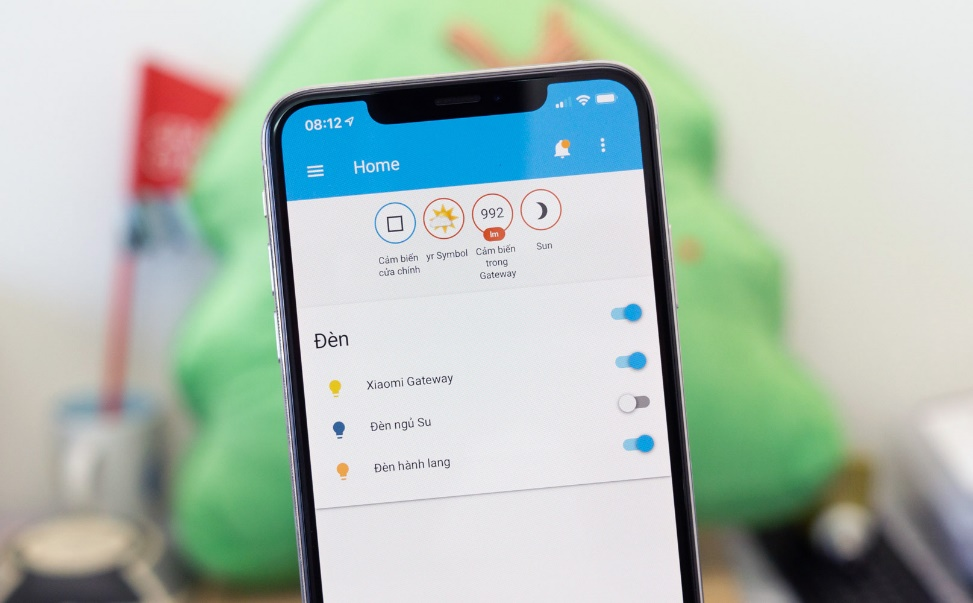 08:12
Home
992
lm
Cảm biến
cửa chính
yr Symbol
Cảm biến
trong
Gateway
Sun
Đèn
Xiaomi Gateway
Đèn ngủ Su
Đèn hành lang